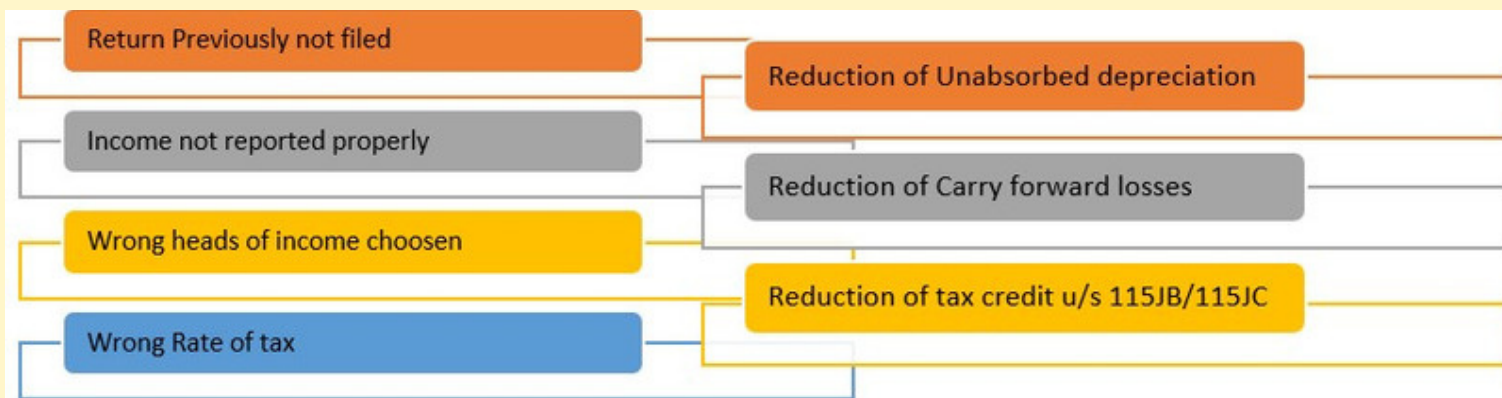 Return Previously not filed
Income not reported properly
Wrong heads of income choosen
Wrong Rate of tax
Reduction of Unabsorbed depreciation
Reduction of Carry forward losses
Reduction of tax credit u/s 115JB/115JC